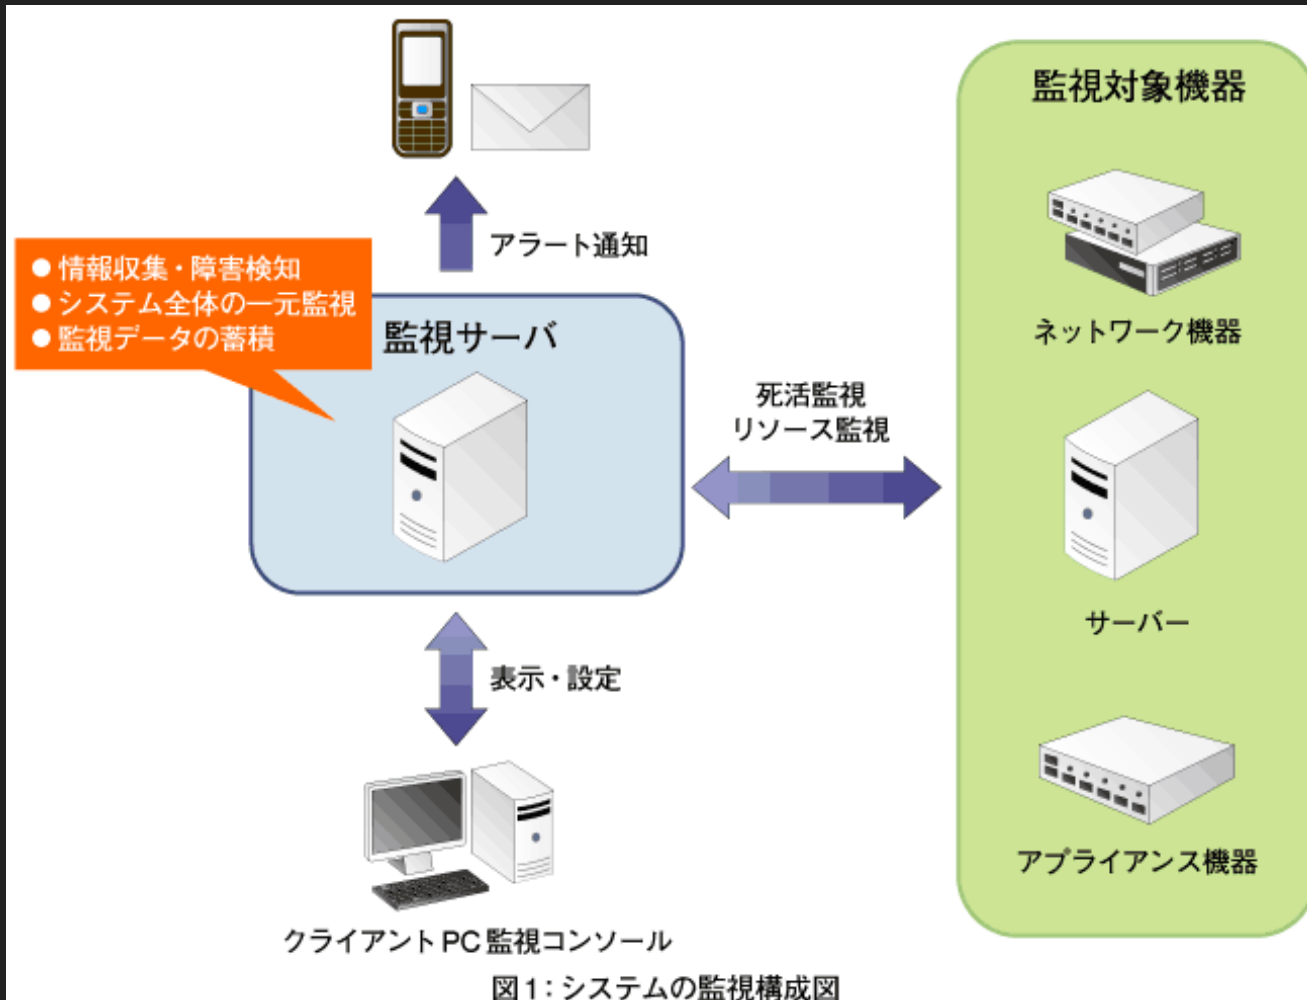 監視対象機器
アラート通知
● 情報収集・障害検知
● システム全体の一元監視
● 監視データの蓄積
監視サーバ
ネットワーク機器
死活監視
リソース監視
サーバー
表示・設定
アプライアンス機器
クライアントPC監視コンソール
図1:システムの監視構成図